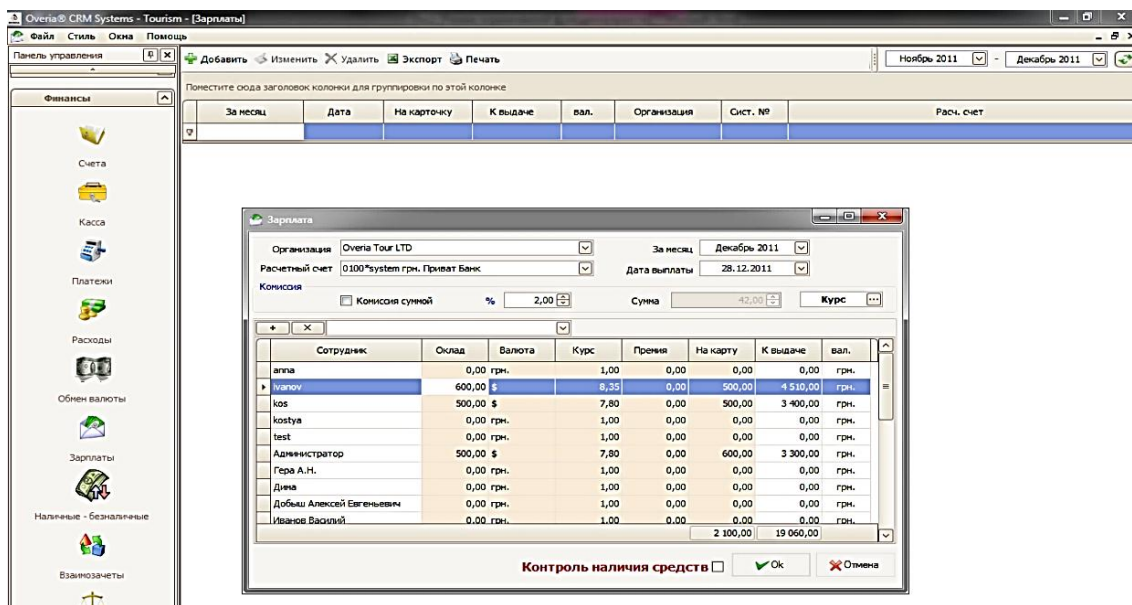 Overia® CRM Systems - Tourism - [Зарплаты]
Файл Стиль Окна Помощь
Панель управления
Добавить Изменить Удалить Экспорт Печать
Ноябрь 2011 - Декабрь 2011
Поместите сюда заголовок колонки для группировки по этой колонке
За месяц Дата На карточку К выдаче вал. Организация Сист. № Расч. счет
Финансы
Счета
Касса
Платежи
Расходы
Обмен валюты
Зарплаты
Наличные - безналичные
Взаимозачеты
Зарплата
Организация Overia Tour LTD За месяц Декабрь 2011
Расчетный счет 0100*system грн. Приват Банк Дата выплаты 28.12.2011
Комиссия
Комиссия суммой % 2,00 Сумма 42,00 Курс ...
+ ×
Сотрудник Оклад Валюта Курс Премия На карту К выдаче вал.
anna 0,00 грн. 1,00 0,00 0,00 0,00 грн.
ivanov 600,00 $ 8,35 0,00 500,00 4 510,00 грн.
kos 500,00 $ 7,80 0,00 500,00 3 400,00 грн.
kostya 0,00 грн. 1,00 0,00 0,00 0,00 грн.
test 0,00 грн. 1,00 0,00 0,00 0,00 грн.
Администратор 500,00 $ 7,80 0,00 600,00 3 300,00 грн.
Гера А.Н. 0,00 грн. 1,00 0,00 0,00 0,00 грн.
Дина 0,00 грн. 1,00 0,00 0,00 0,00 грн.
Добыш Алексей Евгеньевич 0,00 грн. 1,00 0,00 0,00 0,00 грн.
Иванов Василий 0,00 грн. 1,00 0,00 0,00 0,00 грн.
2 100,00 19 060,00
Контроль наличия средств Ok Отмена